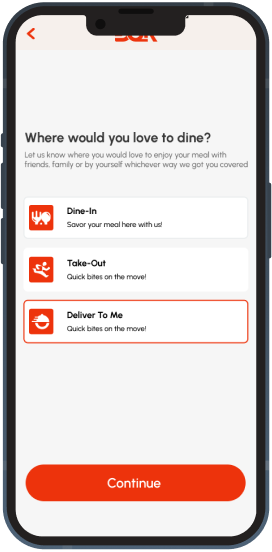 Where would you love to dine?
Let us know where you would love to enjoy your meal with
friends, family or by yourself whichever way we got you covered
Dine-In
Savor your meal here with us!
Take-Out
Quick bites on the move!
Deliver To Me
Quick bites on the move!
Continue